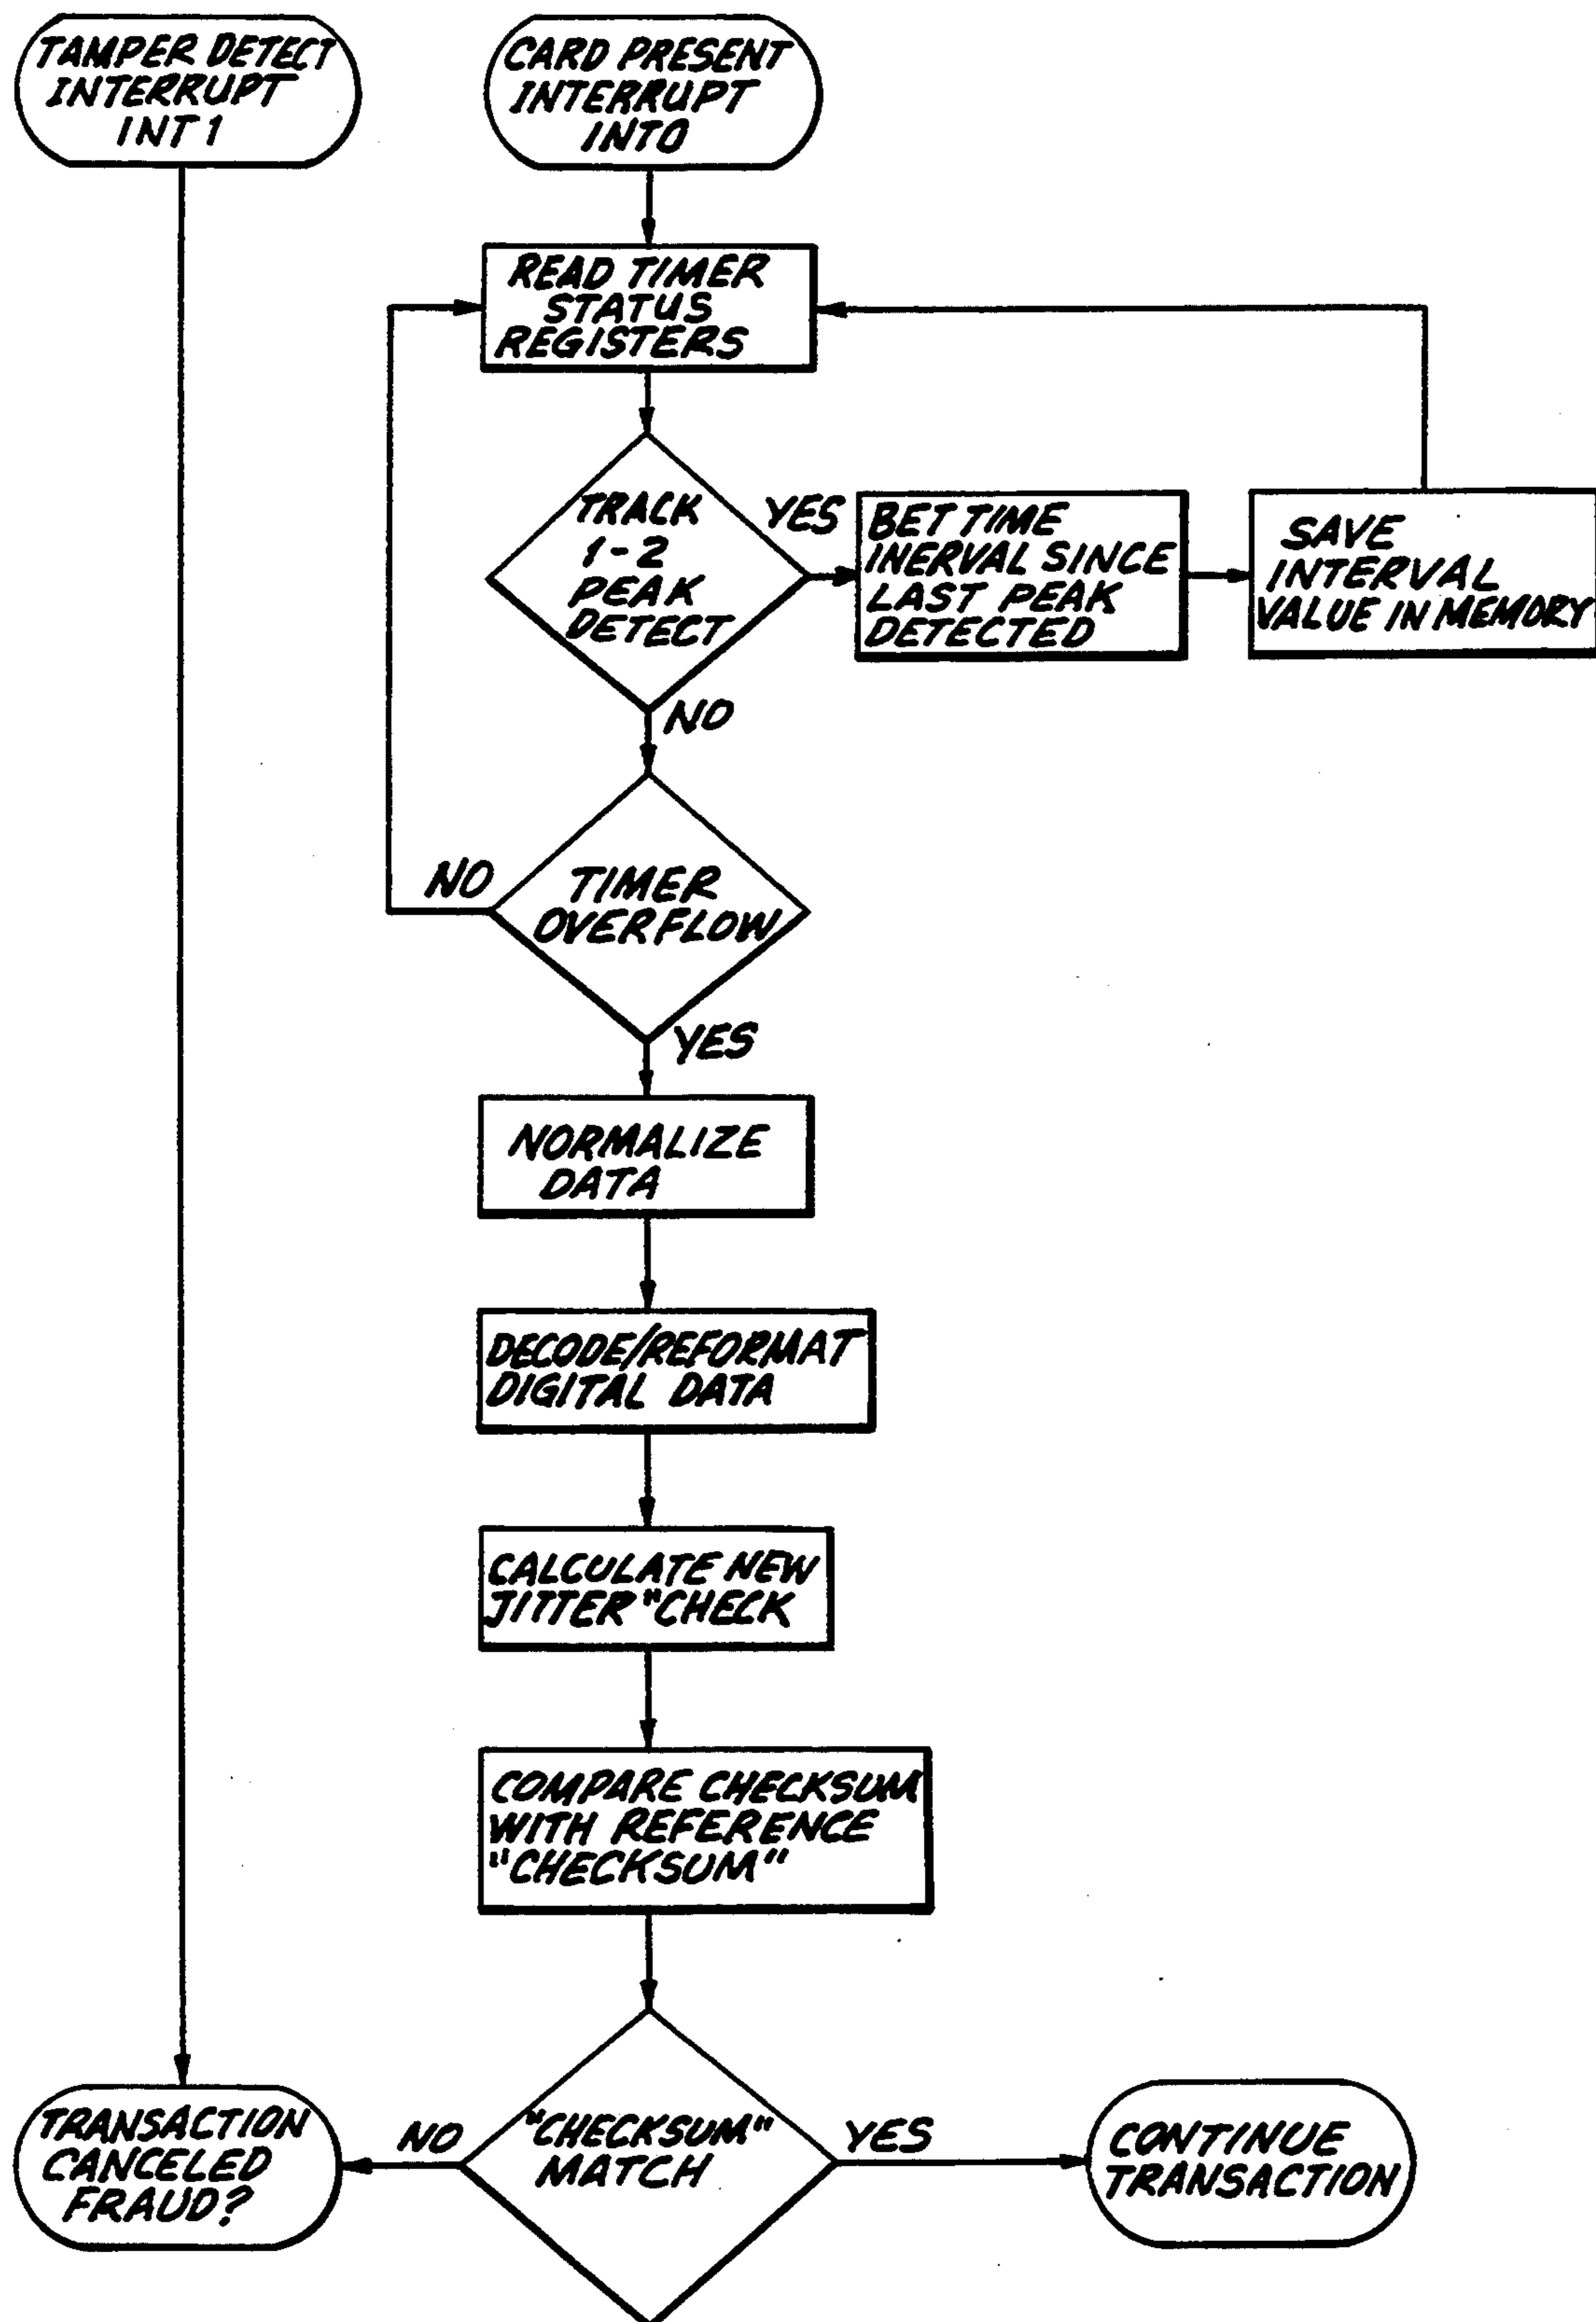 TAMPER DETECT
INTERRUPT
INT 1
CARD PRESENT
INTERRUPT
INTO
READ TIMER
STATUS
REGISTERS
TRACK
1-2
PEAK
DETECT
YES
BET TIME
INERVAL SINCE
LAST PEAK
DETECTED
SAVE
INTERVAL
VALUE IN MEMORY
NO
TIMER
OVERFLOW
NO
YES
NORMALIZE
DATA
DECODE/REFORMAT
DIGITAL DATA
CALCULATE NEW
JITTER "CHECK
COMPARE CHECKSUM
WITH REFERENCE
"CHECKSUM"
"CHECKSUM"
MATCH
NO
YES
TRANSACTION
CANCELED
FRAUD?
CONTINUE
TRANSACTION